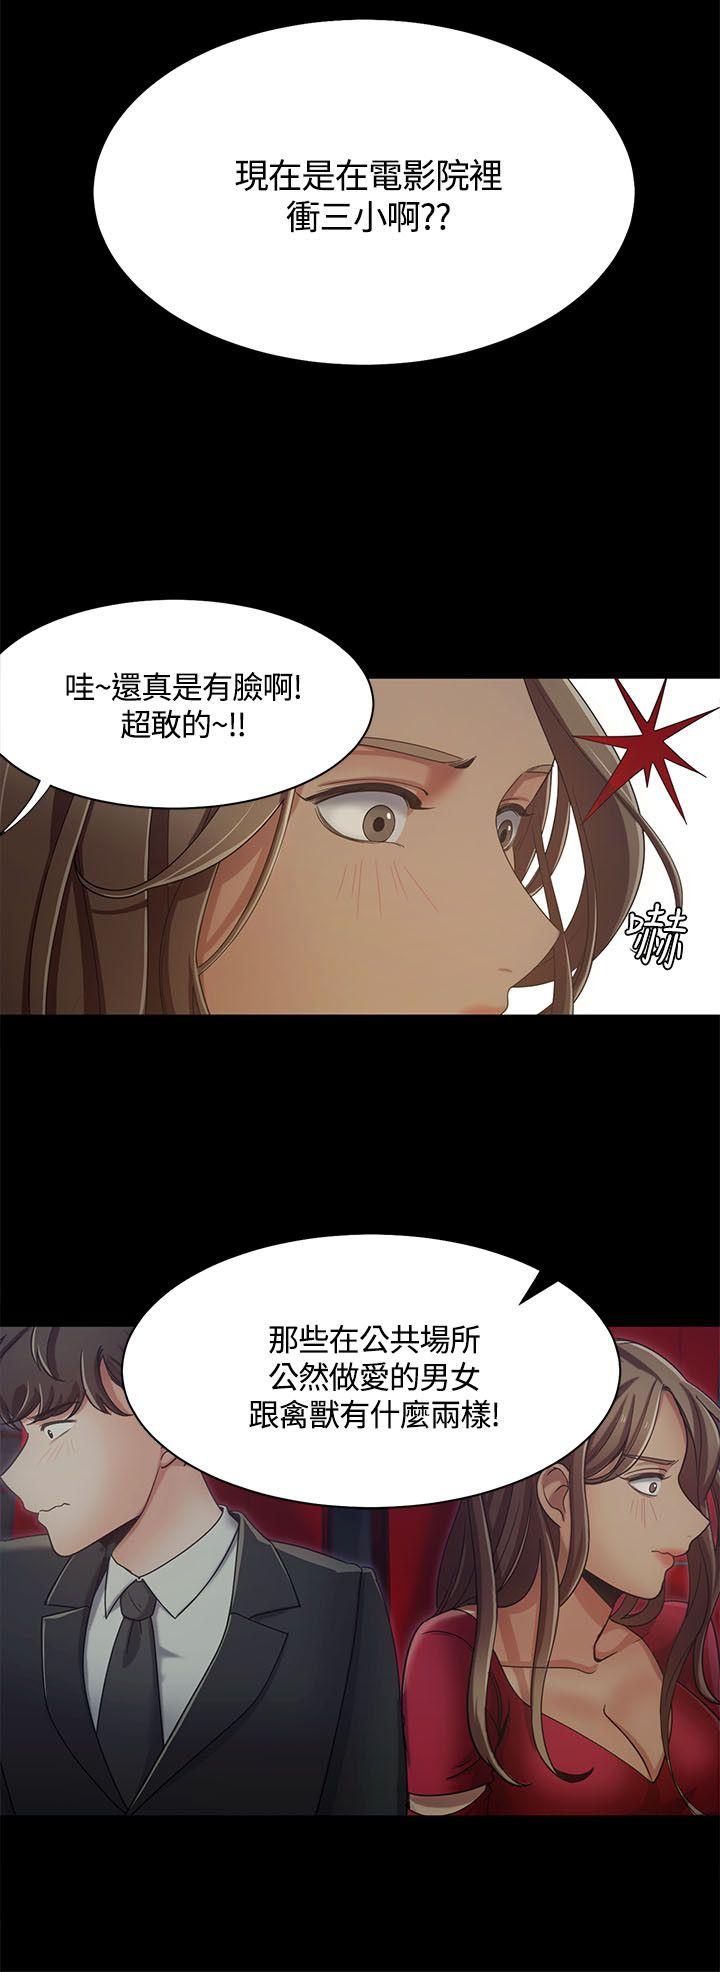 現在是在電影院裡
衝三小啊??
哇~還真是有臉啊!
超敢的~!!
嚇
那些在公共場所
公然做愛的男女
跟禽獸有什麼兩樣!